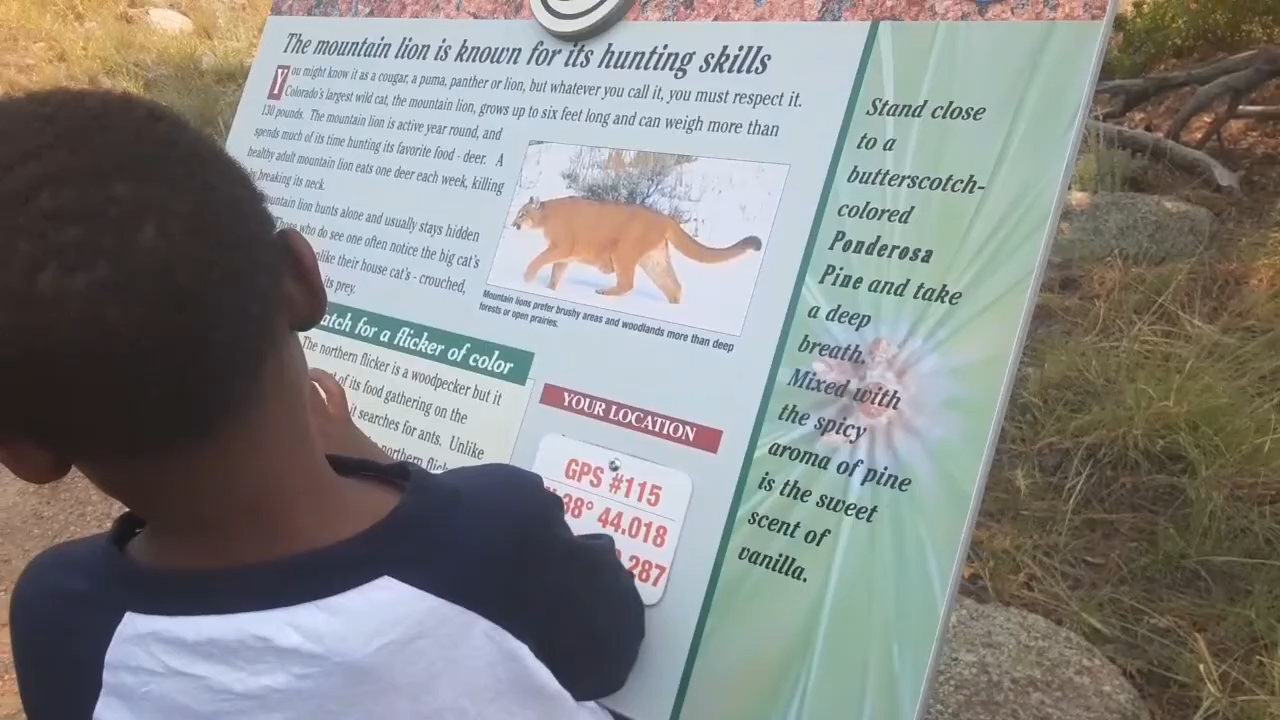 The mountain lion is known for its hunting skills
You might know it as a cougar, a puma, panther or lion, but whatever you call it, you must respect it.
Colorado's largest wild cat, the mountain lion, grows up to six feet long and can weigh more than
130 pounds. The mountain lion is active year round, and
spends much of its time hunting its favorite food - deer. A
healthy adult mountain lion eats one deer each week, killing
by breaking its neck.
mountain lion hunts alone and usually stays hidden
Those who do see one often notice the big cat's
like their house cat's - crouched,
its prey.
Mountain lions prefer brushy areas and woodlands more than deep
forests or open prairies.
atch for a flicker of color
The northern flicker is a woodpecker but it
of its food gathering on the
it searches for ants. Unlike
northern flick
YOUR LOCATION
GPS #115
38° 44.018
.287
Stand close
to a
butterscotch-
colored
Ponderosa
Pine and take
a deep
breath.
Mixed with
the spicy
aroma of pine
is the sweet
scent of
vanilla.